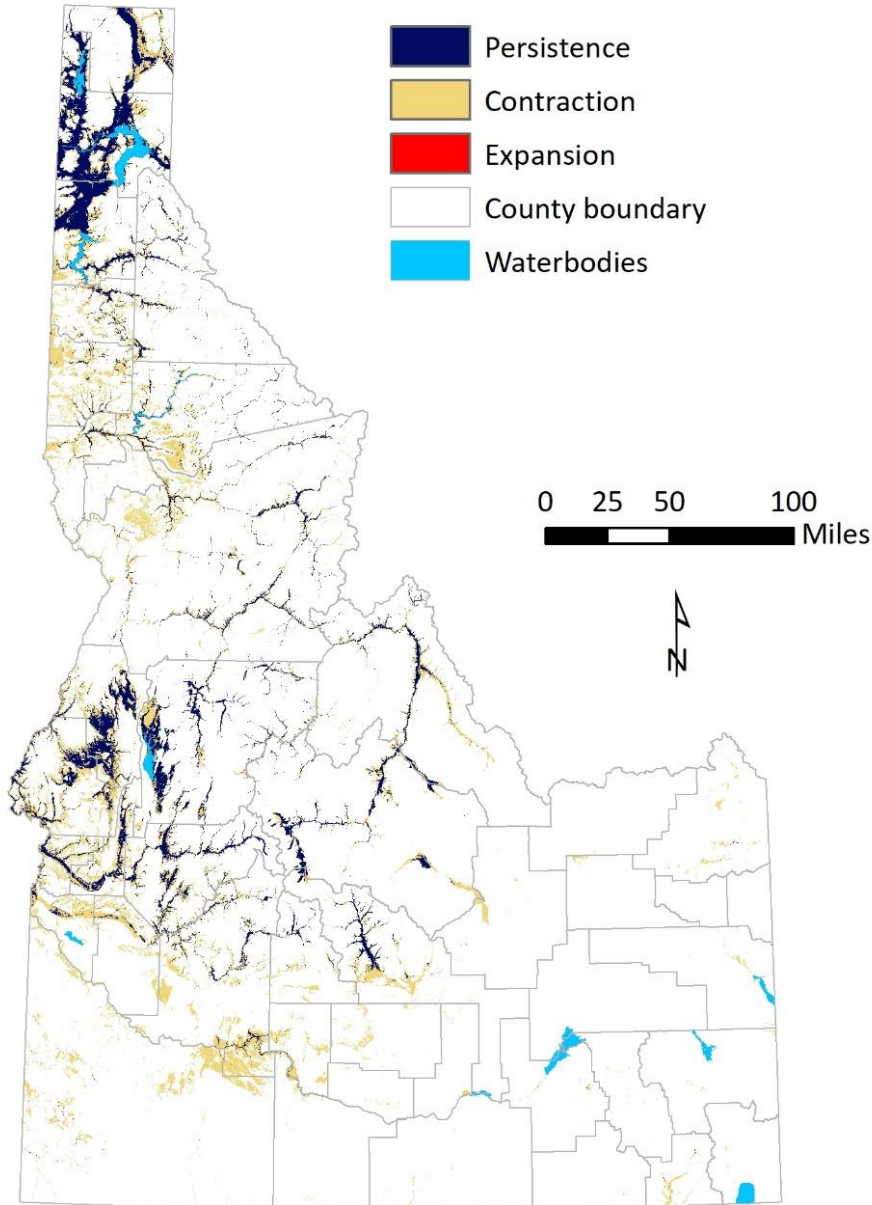 Persistence
Contraction
Expansion
County boundary
Waterbodies
0 25 50 100
Miles
N